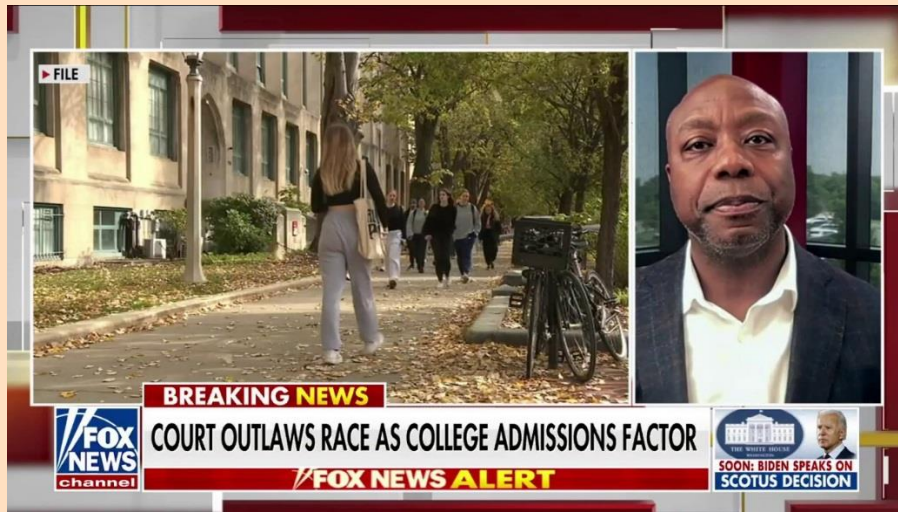 FILE
BREAKING NEWS
FOX
NEWS
channel
COURT OUTLAWS RACE AS COLLEGE ADMISSIONS FACTOR
FOX NEWS ALERT
THE WHITE HOUSE
WASHINGTON
SOON: BIDEN SPEAKS ON
SCOTUS DECISION